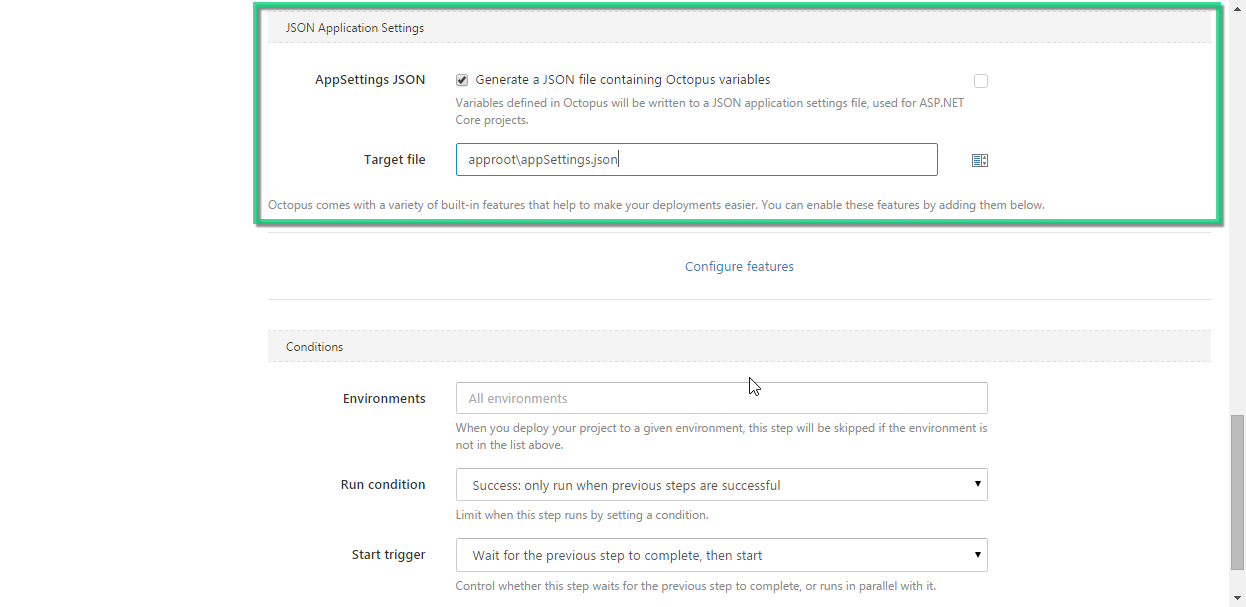 JSON Application Settings
AppSettings JSON
Generate a JSON file containing Octopus variables
Variables defined in Octopus will be written to a JSON application settings file, used for ASP.NET
Core projects.
Target file
approot\appSettings.json
Octopus comes with a variety of built-in features that help to make your deployments easier. You can enable these features by adding them below.
Configure features
Conditions
Environments
All environments
When you deploy your project to a given environment, this step will be skipped if the environment is
not in the list above.
Run condition
Success: only run when previous steps are successful
Limit when this step runs by setting a condition.
Start trigger
Wait for the previous step to complete, then start
Control whether this step waits for the previous step to complete, or runs in parallel with it.